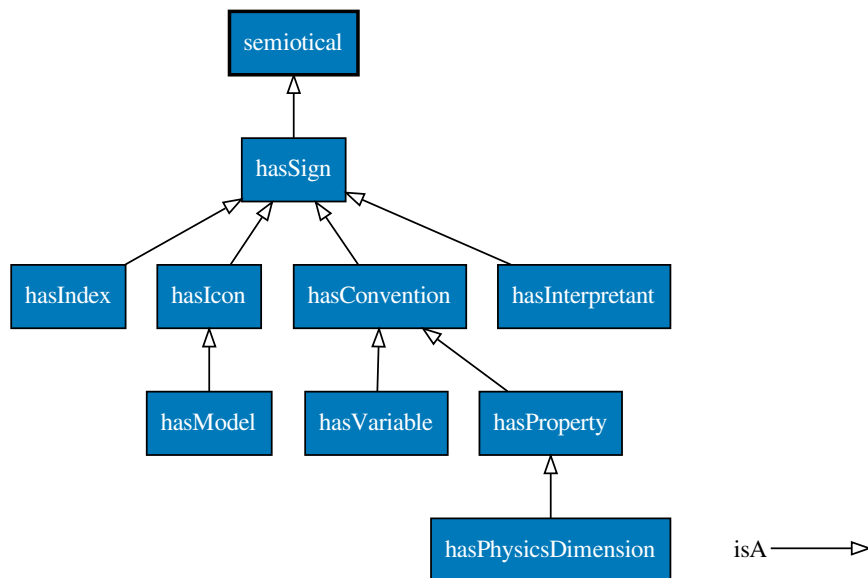 semiotical
hasSign
hasIndex
hasIcon
hasConvention
hasInterpretant
hasModel
hasVariable
hasProperty
hasPhysicsDimension
isA